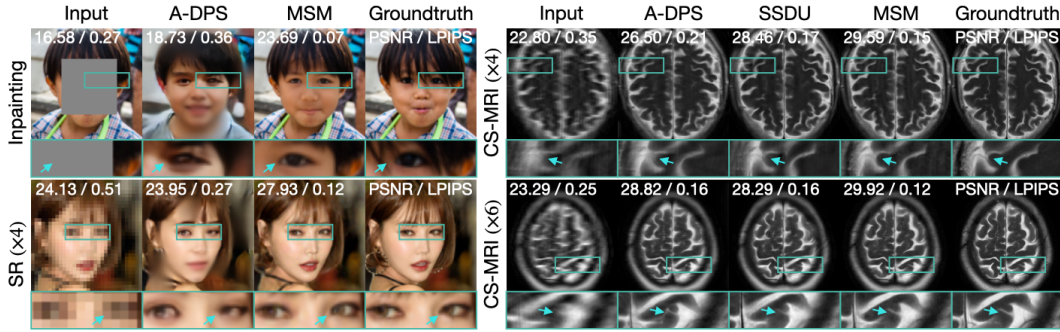 Input A-DPS MSM Groundtruth
Inpainting
16.58 / 0.27 18.73 / 0.36 23.69 / 0.07 PSNR / LPIPS
SR (×4)
24.13 / 0.51 23.95 / 0.27 27.93 / 0.12 PSNR / LPIPS
Input A-DPS SSDU MSM Groundtruth
CS-MRI (×4)
22.80 / 0.35 26.50 / 0.21 28.46 / 0.17 29.59 / 0.15 PSNR / LPIPS
CS-MRI (×6)
23.29 / 0.25 28.82 / 0.16 28.29 / 0.16 29.92 / 0.12 PSNR / LPIPS